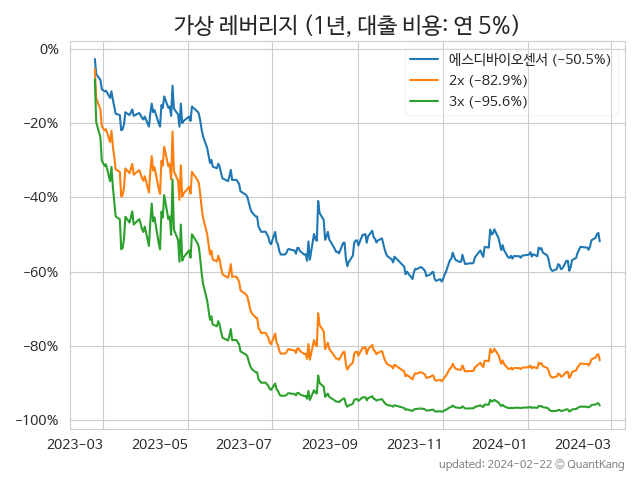 가상 레버리지 (1년, 대출 비용: 연 5%)
0%
−20%
−40%
−60%
−80%
−100%
에스디바이오센서 (−50.5%)
2x (−82.9%)
3x (−95.6%)
2023-03 2023-05 2023-07 2023-09 2023-11 2024-01 2024-03
updated: 2024-02-22 © QuantKang